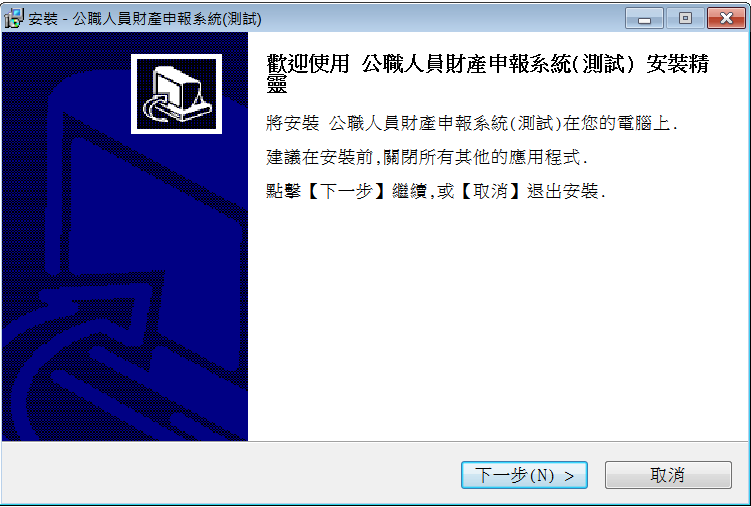 安裝 - 公職人員財產申報系統(測試)
歡迎使用 公職人員財產申報系統(測試) 安裝精
靈
將安裝 公職人員財產申報系統(測試)在您的電腦上.
建議在安裝前,關閉所有其他的應用程式.
點擊【下一步】繼續,或【取消】退出安裝.
下一步(N) >
取消